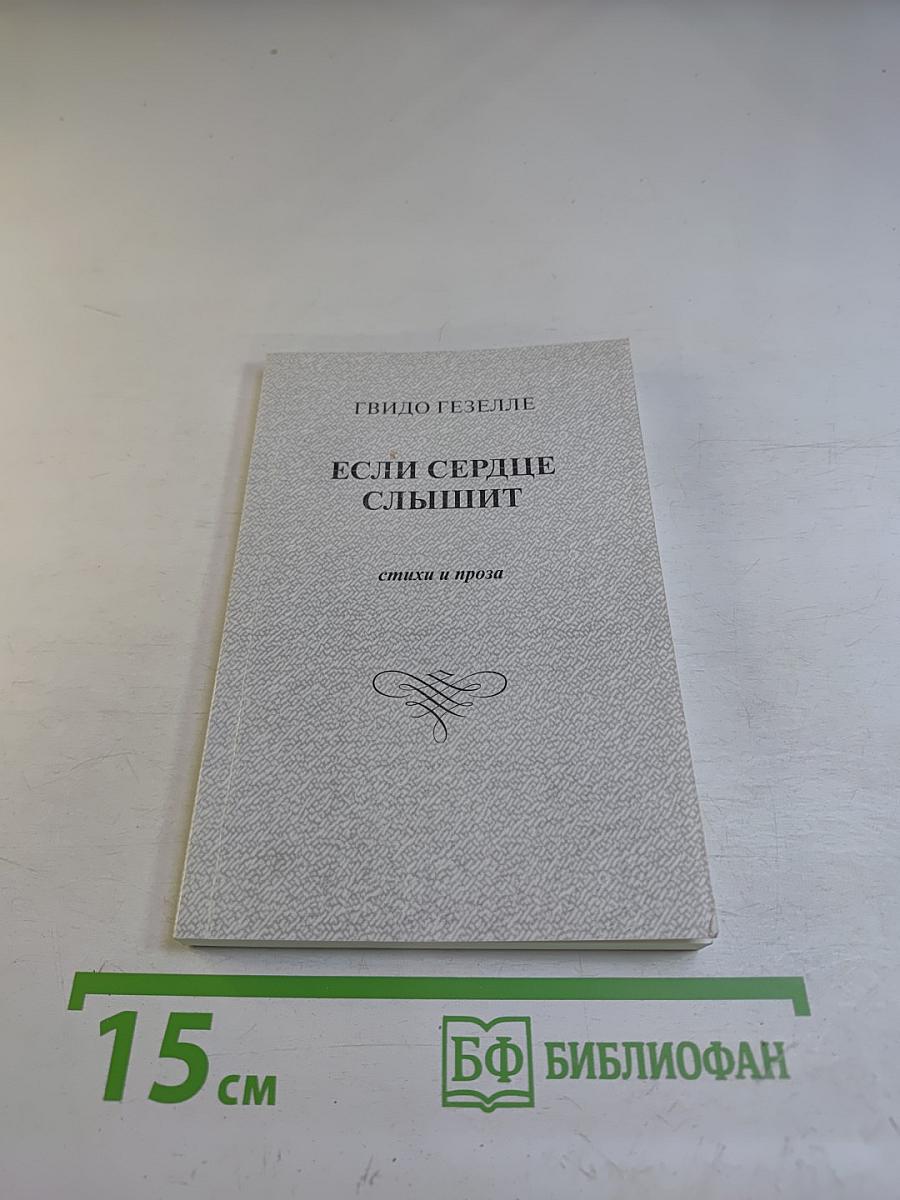 ГВИДО ГЕЗЕЛЛЕ
ЕСЛИ СЕРДЦЕ
СЛЫШИТ
стихи и проза
15 см
БФ БИБЛИОФАН